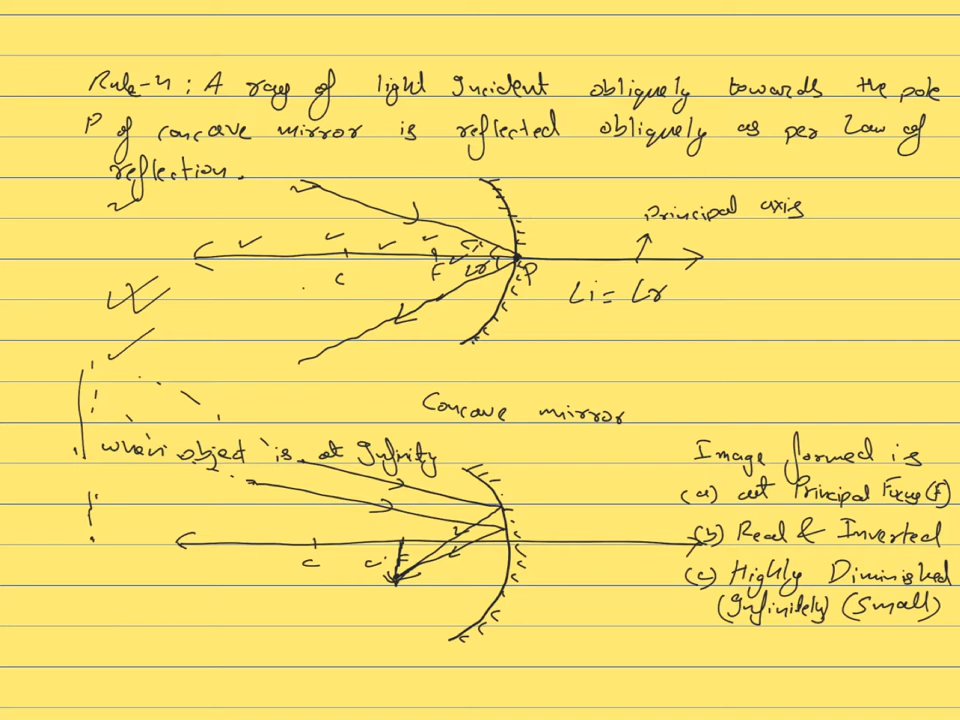 Rule-4: A ray of light Incident obliquely towards the pole
P of concave mirror is reflected obliquely as per Law of
reflection.
Principal axis
C F ∠i ∠r P
∠i = ∠r
Concave mirror
when object is at Infinity
Image formed is
(a) at Principal Focus (F)
(b) Real & Inverted
(c) Highly Diminished
(Infinitely) (Small)
C F